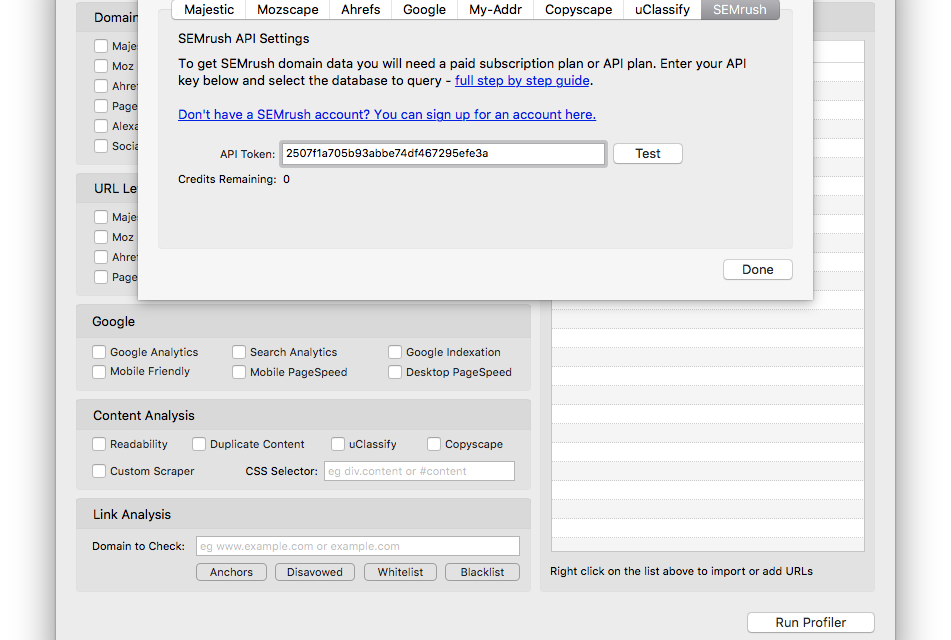 Majestic Mozscape Ahrefs Google My-Addr Copyscape uClassify SEMrush
SEMrush API Settings
To get SEMrush domain data you will need a paid subscription plan or API plan. Enter your API
key below and select the database to query - full step by step guide.
Don't have a SEMrush account? You can sign up for an account here.
API Token: 2507f1a705b93abbe74df467295efe3a Test
Credits Remaining: 0
Done
Domain
Maje
Moz
Ahre
Page
Alexa
Socia
URL Le
Maje
Moz
Ahre
Page
Google
Google Analytics Search Analytics Google Indexation
Mobile Friendly Mobile PageSpeed Desktop PageSpeed
Content Analysis
Readability Duplicate Content uClassify Copyscape
Custom Scraper CSS Selector: eg div.content or #content
Link Analysis
Domain to Check: eg www.example.com or example.com
Anchors Disavowed Whitelist Blacklist
Right click on the list above to import or add URLs
Run Profiler